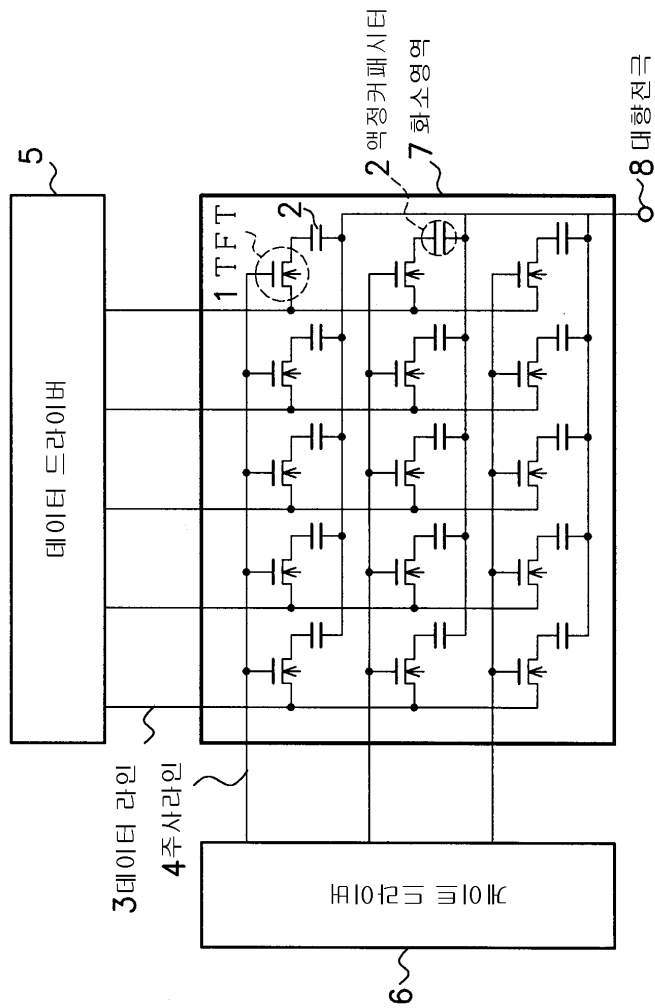 5
데이터 드라이버
1 TFT
2
2 액정커패시터
7 화소영역
8 대향전극
3데이터 라인
4주사라인
게이트 드라이버
6